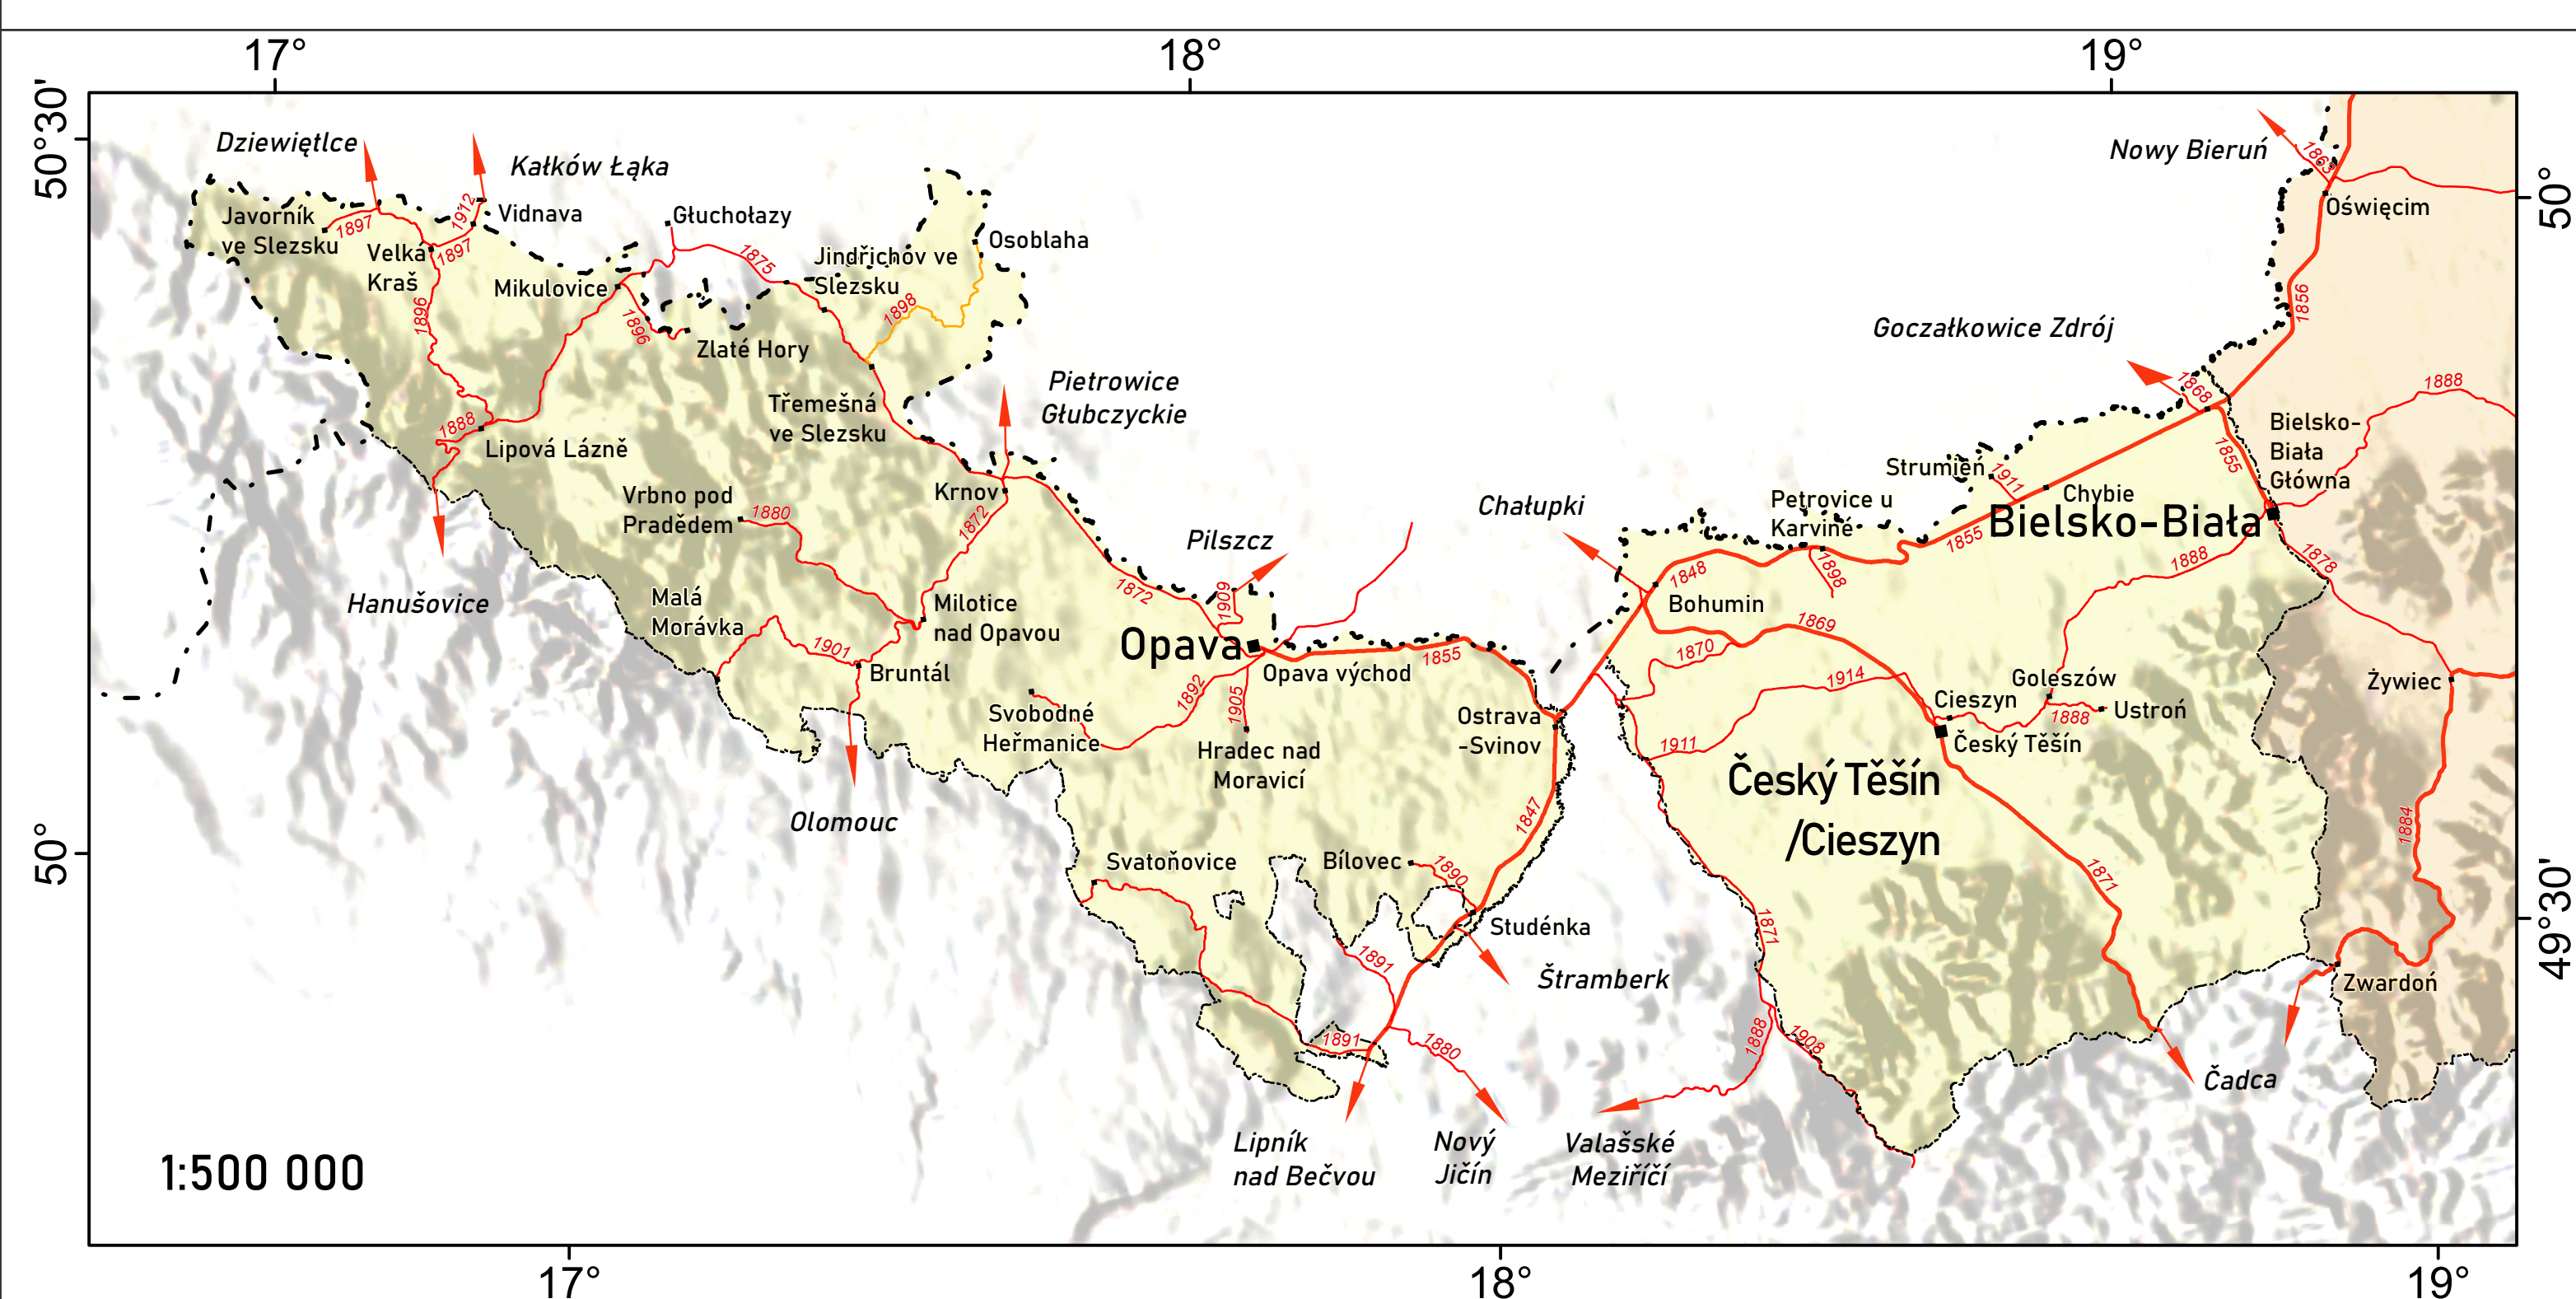 17°
18°
19°
50°30'
50°
Dziewiętlce
Kałków Łąka
Nowy Bieruń
1863
Oświęcim
Javorník
ve Slezsku
1897
1912
Vidnava
Velká
Kraš
1897
Głuchołazy
1875
Jindřichov ve
Slezsku
Osoblaha
Mikulovice
1896
1896
1898
Zlaté Hory
1856
Goczałkowice Zdrój
1868
1888
Pietrowice
Głubczyckie
Třemešná
ve Slezsku
1888
Lipová Lázně
Bielsko-
Biała
Główna
1855
Strumień
1911
Chybie
Krnov
Vrbno pod
Pradědem
1880
1872
Chałupki
Petrovice u
Karviné
Bielsko-Biała
1855
Pilszcz
1898
1888
1878
Hanušovice
Malá
Morávka
1901
Milotice
nad Opavou
1872
1909
1848
Bohumin
1869
Opava
Opava východ
1855
1870
1914
Bruntál
1892
1905
Svobodné
Heřmanice
Hradec nad
Moravicí
Ostrava
-Svinov
Goleszów
Cieszyn
1888
Ustroń
Żywiec
1911
Český Těšín
Český Těšín
/Cieszyn
Olomouc
1847
1884
50°
Svatoňovice
Bílovec
1890
1871
49°30'
Studénka
1871
1891
Štramberk
Zwardoń
1891
1880
1888
1908
Čadca
Lipník
nad Bečvou
Nový
Jičín
Valašské
Meziříčí
1:500 000
17°
18°
19°